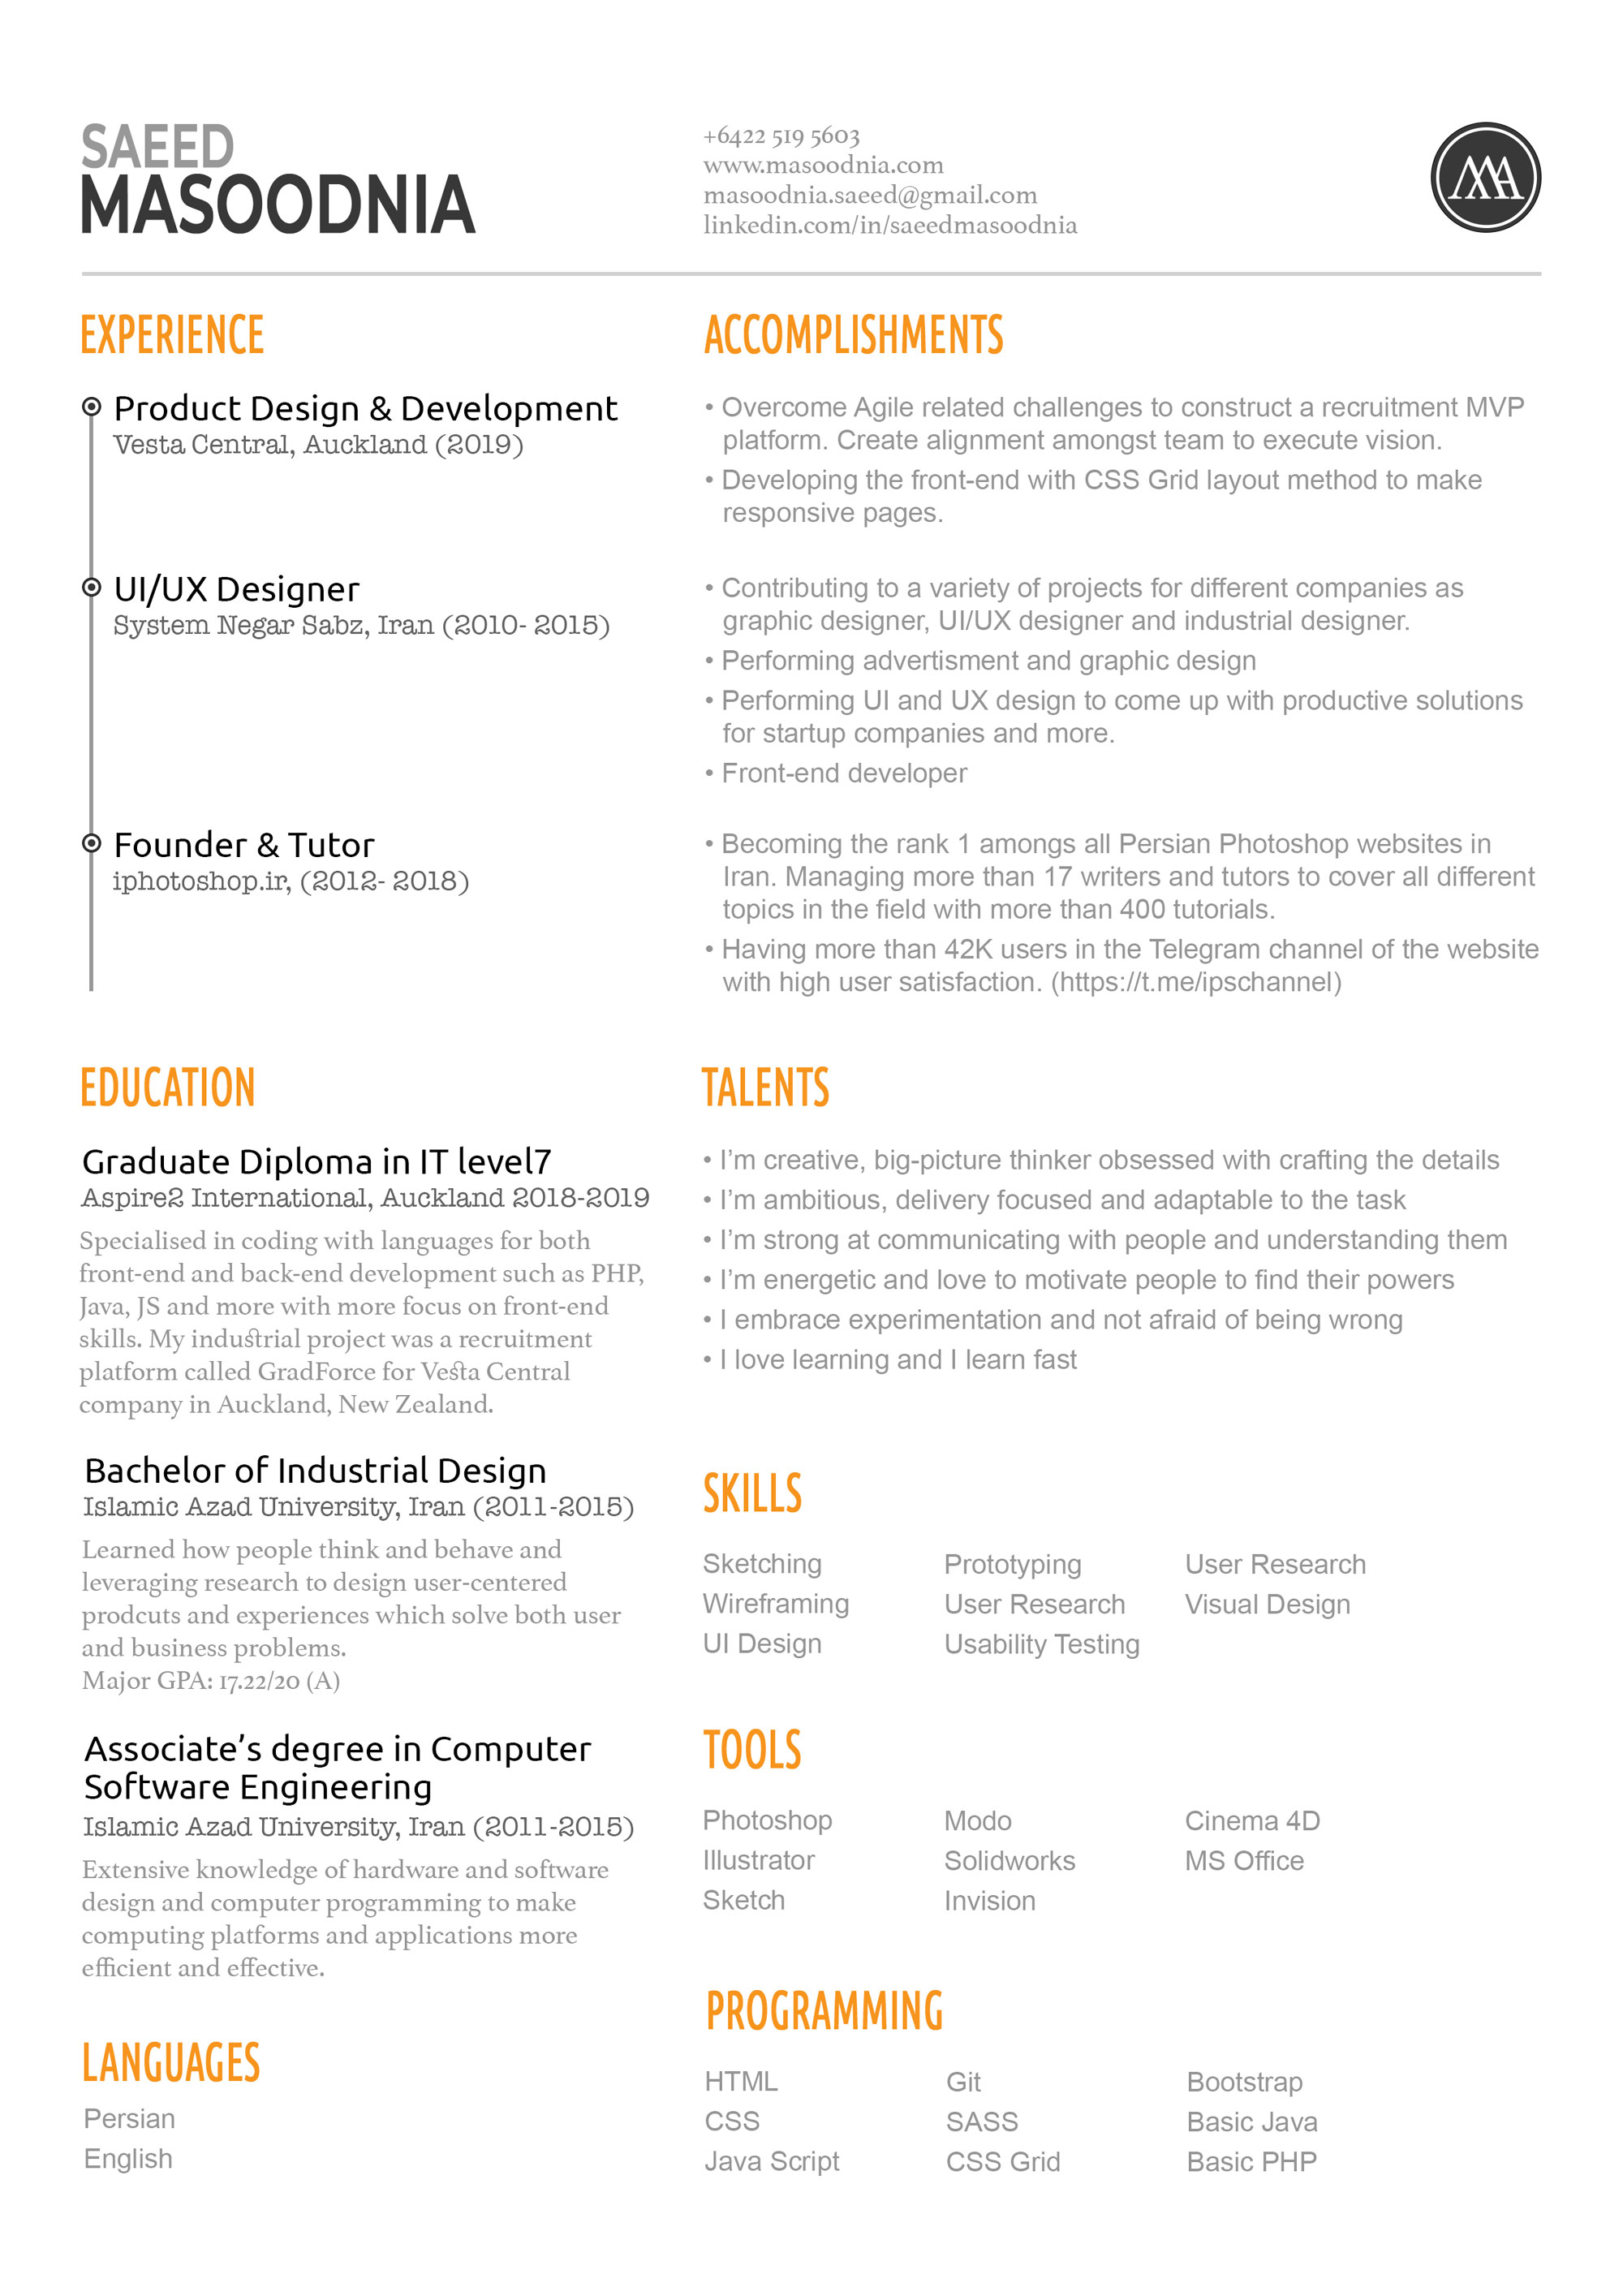 SAEED
MASOODNIA
+6422 519 5603
www.masoodnia.com
masoodnia.saeed@gmail.com
linkedin.com/in/saeedmasoodnia
EXPERIENCE
Product Design & Development
Vesta Central, Auckland (2019)
UI/UX Designer
System Negar Sabz, Iran (2010- 2015)
Founder & Tutor
iphotoshop.ir, (2012- 2018)
ACCOMPLISHMENTS
• Overcome Agile related challenges to construct a recruitment MVP
platform. Create alignment amongst team to execute vision.
• Developing the front-end with CSS Grid layout method to make
responsive pages.
• Contributing to a variety of projects for different companies as
graphic designer, UI/UX designer and industrial designer.
• Performing advertisment and graphic design
• Performing UI and UX design to come up with productive solutions
for startup companies and more.
• Front-end developer
• Becoming the rank 1 amongs all Persian Photoshop websites in
Iran. Managing more than 17 writers and tutors to cover all different
topics in the field with more than 400 tutorials.
• Having more than 42K users in the Telegram channel of the website
with high user satisfaction. (https://t.me/ipschannel)
EDUCATION
Graduate Diploma in IT level7
Aspire2 International, Auckland 2018-2019
Specialised in coding with languages for both
front-end and back-end development such as PHP,
Java, JS and more with more focus on front-end
skills. My industrial project was a recruitment
platform called GradForce for Vesta Central
company in Auckland, New Zealand.
Bachelor of Industrial Design
Islamic Azad University, Iran (2011-2015)
Learned how people think and behave and
leveraging research to design user-centered
prodcuts and experiences which solve both user
and business problems.
Major GPA: 17.22/20 (A)
Associate’s degree in Computer
Software Engineering
Islamic Azad University, Iran (2011-2015)
Extensive knowledge of hardware and software
design and computer programming to make
computing platforms and applications more
efficient and effective.
LANGUAGES
Persian
English
TALENTS
• I’m creative, big-picture thinker obsessed with crafting the details
• I’m ambitious, delivery focused and adaptable to the task
• I’m strong at communicating with people and understanding them
• I’m energetic and love to motivate people to find their powers
• I embrace experimentation and not afraid of being wrong
• I love learning and I learn fast
SKILLS
Sketching Prototyping User Research
Wireframing User Research Visual Design
UI Design Usability Testing
TOOLS
Photoshop Modo Cinema 4D
Illustrator Solidworks MS Office
Sketch Invision
PROGRAMMING
HTML Git Bootstrap
CSS SASS Basic Java
Java Script CSS Grid Basic PHP